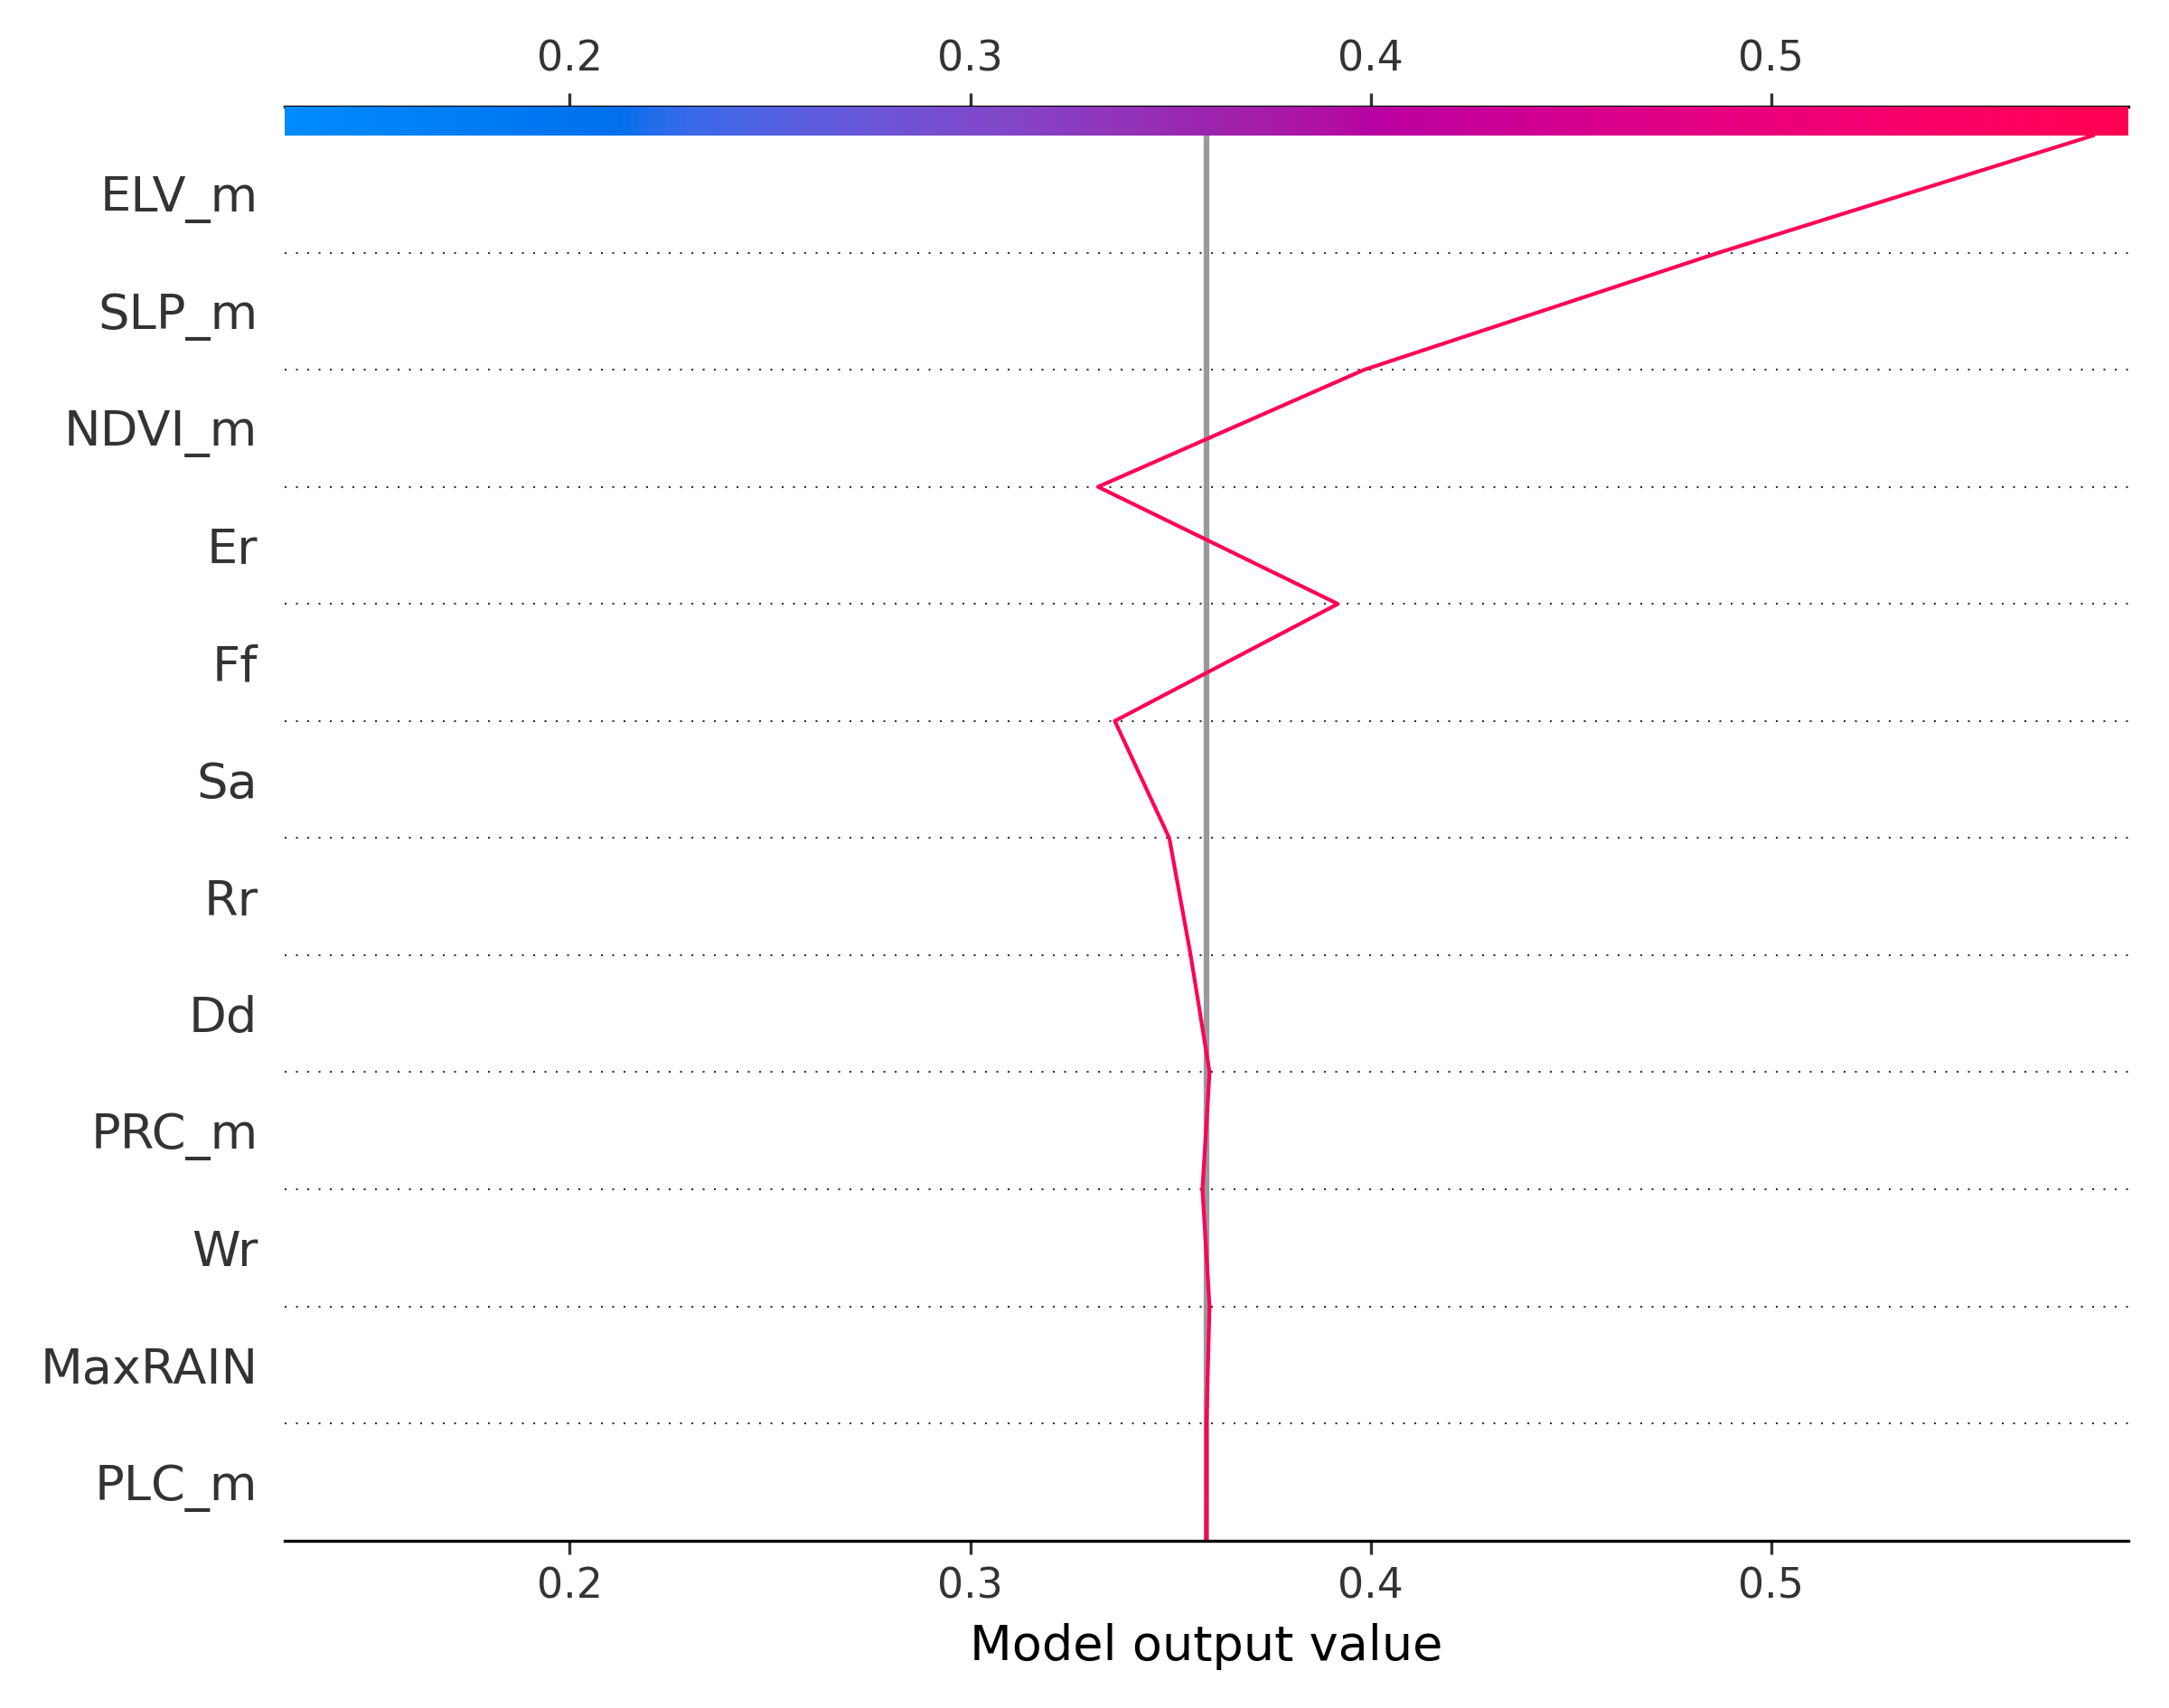 0.2 0.3 0.4 0.5
ELV_m
SLP_m
NDVI_m
Er
Ff
Sa
Rr
Dd
PRC_m
Wr
MaxRAIN
PLC_m
0.2 0.3 0.4 0.5
Model output value